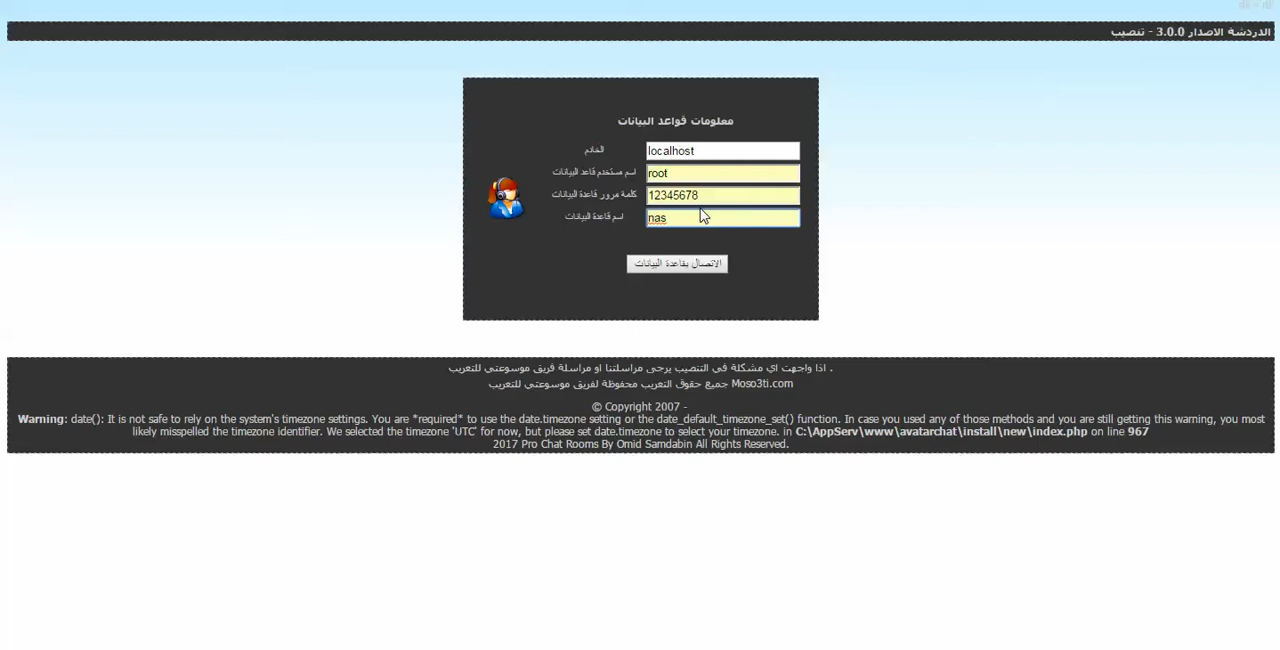 الدردشة الاصدار 3.0.0 - تنصيب
معلومات قواعد البيانات
الخادم
localhost
اسم مستخدم قاعد البيانات
root
كلمة مرور قاعدة البيانات
12345678
اسم قاعدة البيانات
nas
الاتصال بقاعدة البيانات
اذا واجهت اي مشكلة في التنصيب يرجى مراسلتنا او مراسلة فريق موسوعتي للتعريب .
جميع حقوق التعريب محفوظة لفريق موسوعتي للتعريب Moso3ti.com
© Copyright 2007 -
Warning: date(): It is not safe to rely on the system's timezone settings. You are *required* to use the date.timezone setting or the date_default_timezone_set() function. In case you used any of those methods and you are still getting this warning, you most
likely misspelled the timezone identifier. We selected the timezone 'UTC' for now, but please set date.timezone to select your timezone. in C:\AppServ\www\avatarchat\install\new\index.php on line 967
2017 Pro Chat Rooms By Omid Samdabin All Rights Reserved.